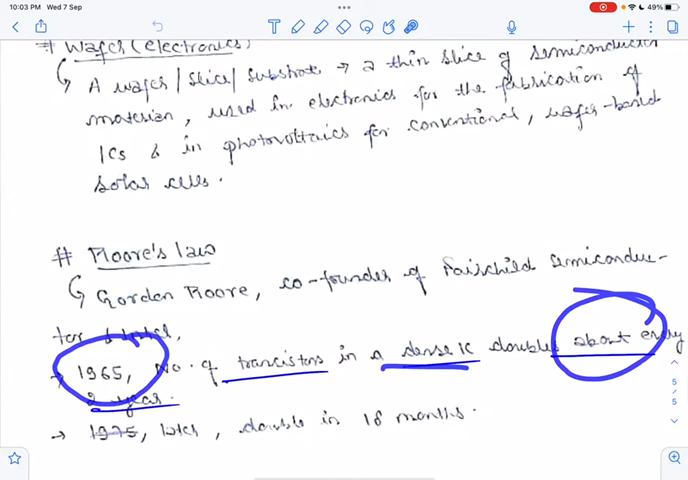 10:03 PM Wed 7 Sep
49%
# Wafer (electronics)
A wafer/slice/substrate → a thin slice of semiconductor
material, used in electronics for the fabrication of
ICs & in photovoltaics for conventional, wafer-based
solar cells.
# Moore's law
Gordon Moore, co-founder of Fairchild Semiconduc-
tor & Intel,
→ 1965, No. of transistors in a dense IC doubles about every
2 year.
→ 1975, later, double in 18 months.
5
5